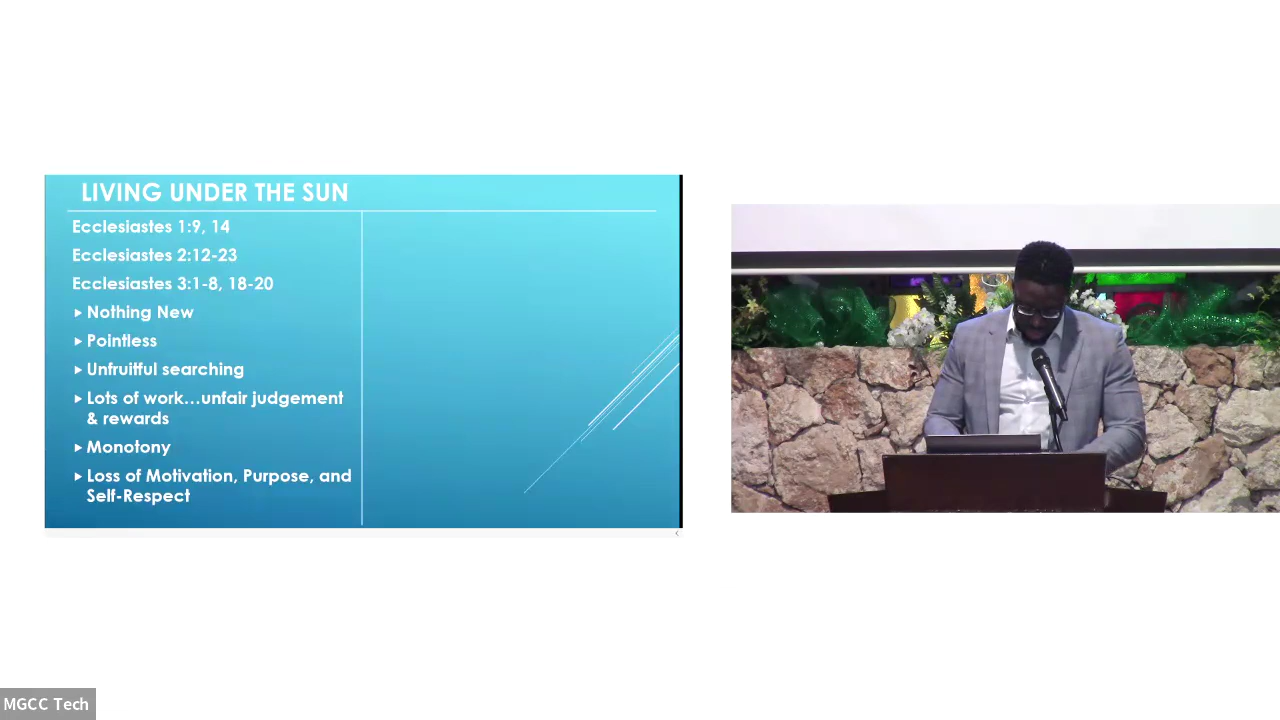 LIVING UNDER THE SUN
Ecclesiastes 1:9, 14
Ecclesiastes 2:12-23
Ecclesiastes 3:1-8, 18-20
Nothing New
Pointless
Unfruitful searching
Lots of work...unfair judgement
& rewards
Monotony
Loss of Motivation, Purpose, and
Self-Respect
MGCC Tech